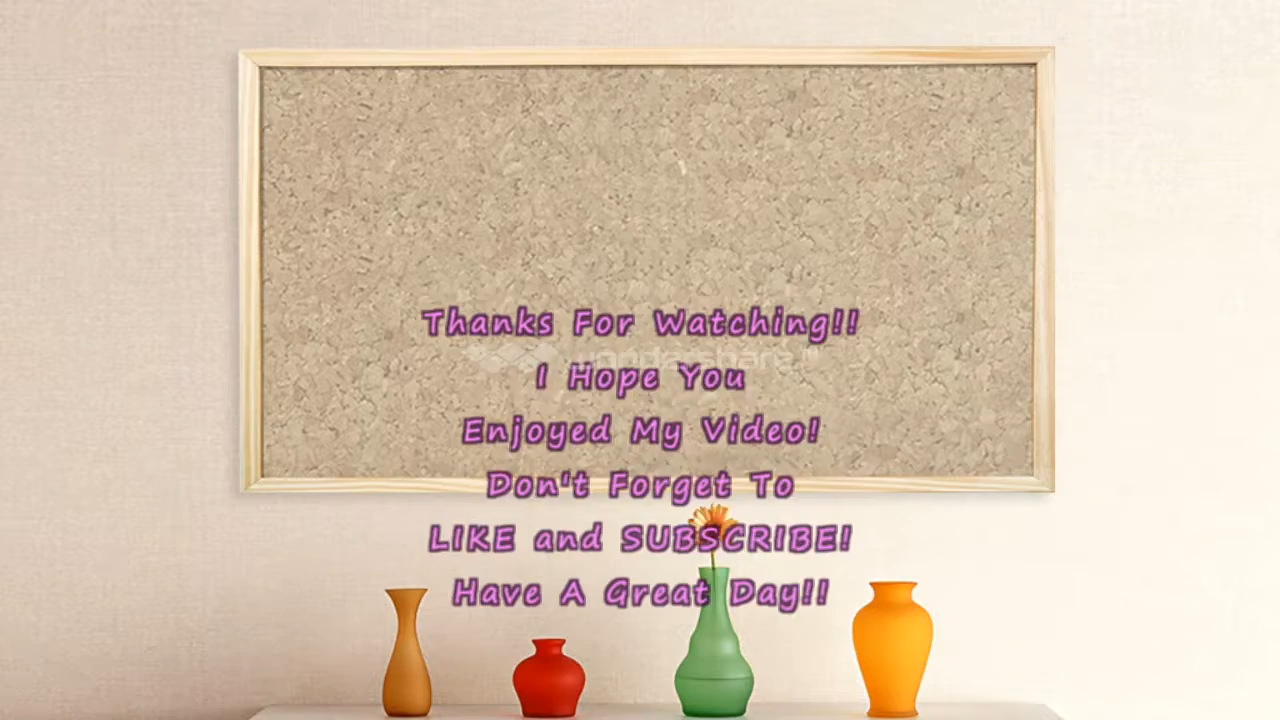 Thanks For Watching!!
I Hope You
Enjoyed My Video!
Don't Forget To
LIKE and SUBSCRIBE!
Have A Great Day!!